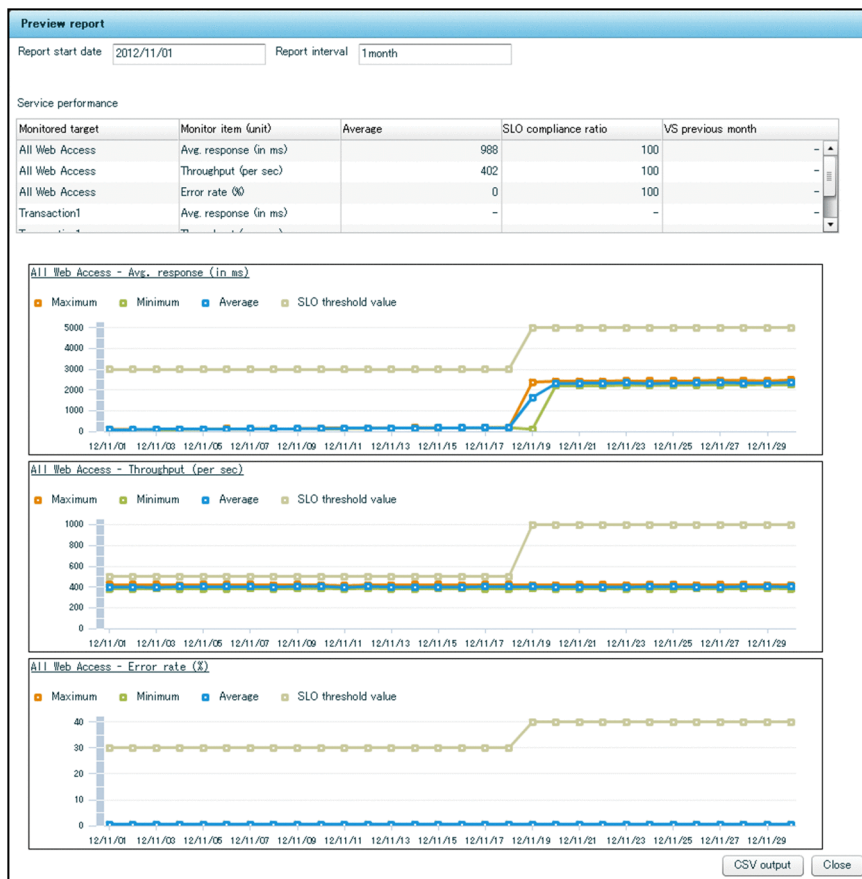 Preview report
Report start date 2012/11/01 Report interval 1month
Service performance
Monitored target Monitor item (unit) Average SLO compliance ratio VS previous month
All Web Access Avg. response (in ms) 988 100 -
All Web Access Throughput (per sec) 402 100 -
All Web Access Error rate (%) 0 100 -
Transaction1 Avg. response (in ms) - - -
All Web Access - Avg. response (in ms)
Maximum Minimum Average SLO threshold value
5000
4000
3000
2000
1000
0
12/11/01 12/11/03 12/11/05 12/11/07 12/11/09 12/11/11 12/11/13 12/11/15 12/11/17 12/11/19 12/11/21 12/11/23 12/11/25 12/11/27 12/11/29
All Web Access - Throughput (per sec)
Maximum Minimum Average SLO threshold value
1000
800
600
400
200
0
12/11/01 12/11/03 12/11/05 12/11/07 12/11/09 12/11/11 12/11/13 12/11/15 12/11/17 12/11/19 12/11/21 12/11/23 12/11/25 12/11/27 12/11/29
All Web Access - Error rate (%)
Maximum Minimum Average SLO threshold value
40
30
20
10
0
12/11/01 12/11/03 12/11/05 12/11/07 12/11/09 12/11/11 12/11/13 12/11/15 12/11/17 12/11/19 12/11/21 12/11/23 12/11/25 12/11/27 12/11/29
CSV output Close